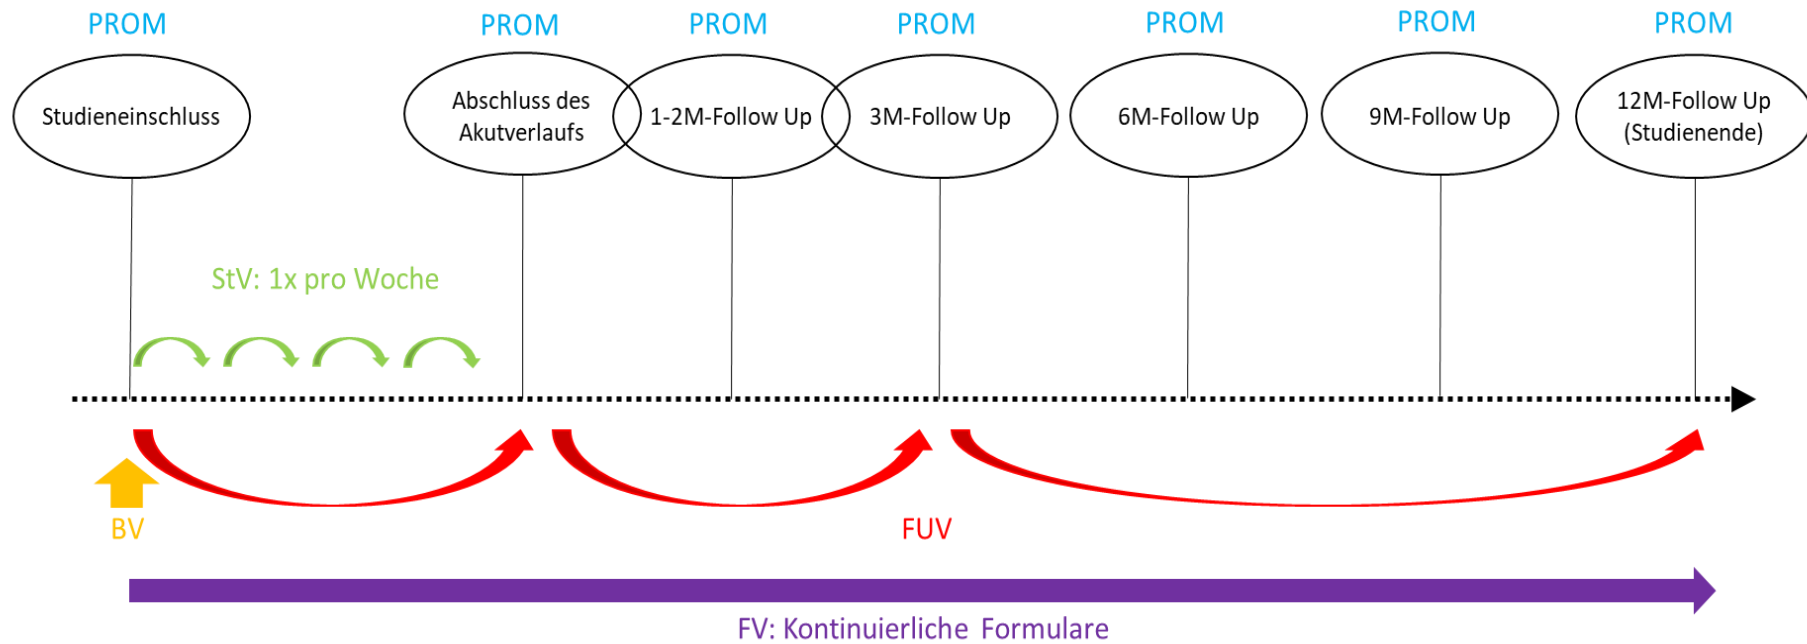 PROM PROM PROM PROM PROM PROM PROM
Studieneinschluss
Abschluss des
Akutverlaufs
1-2M-Follow Up
3M-Follow Up
6M-Follow Up
9M-Follow Up
12M-Follow Up
(Studienende)
StV: 1x pro Woche
BV
FUV
FV: Kontinuierliche Formulare